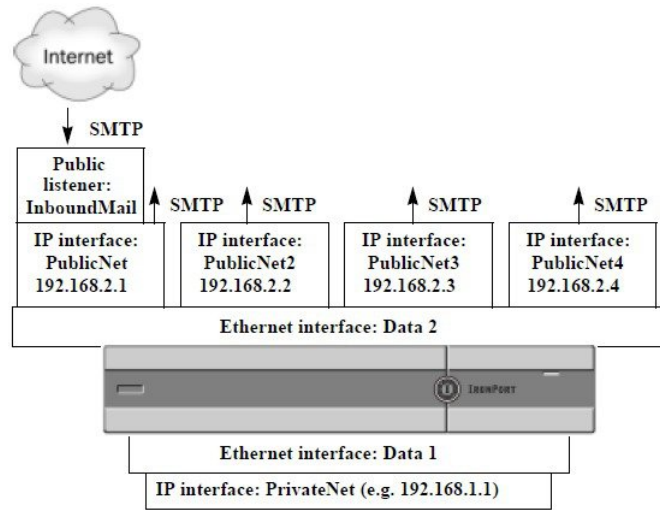 Internet
SMTP
Public
listener:
InboundMail
SMTP
SMTP
SMTP
SMTP
IP interface:
PublicNet
192.168.2.1
IP interface:
PublicNet2
192.168.2.2
IP interface:
PublicNet3
192.168.2.3
IP interface:
PublicNet4
192.168.2.4
Ethernet interface: Data 2
IRONPORT
Ethernet interface: Data 1
IP interface: PrivateNet (e.g. 192.168.1.1)